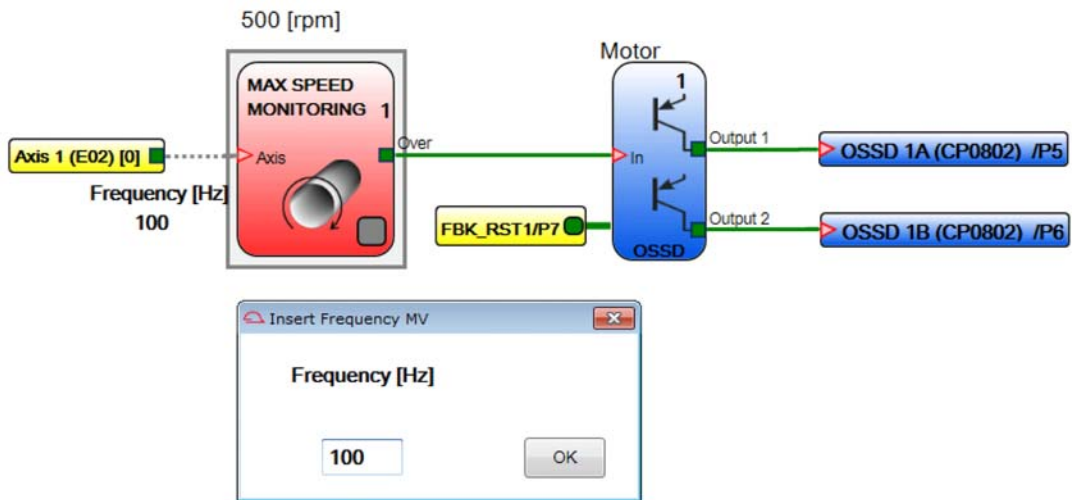 500 [rpm]
Motor
MAX SPEED
MONITORING 1
1
Over
Output 1
Axis 1 (E02) [0]
Axis
In
OSSD 1A (CP0802) /P5
Frequency [Hz]
100
FBK_RST1/P7
Output 2
OSSD 1B (CP0802) /P6
OSSD
Insert Frequency MV
Frequency [Hz]
100
OK